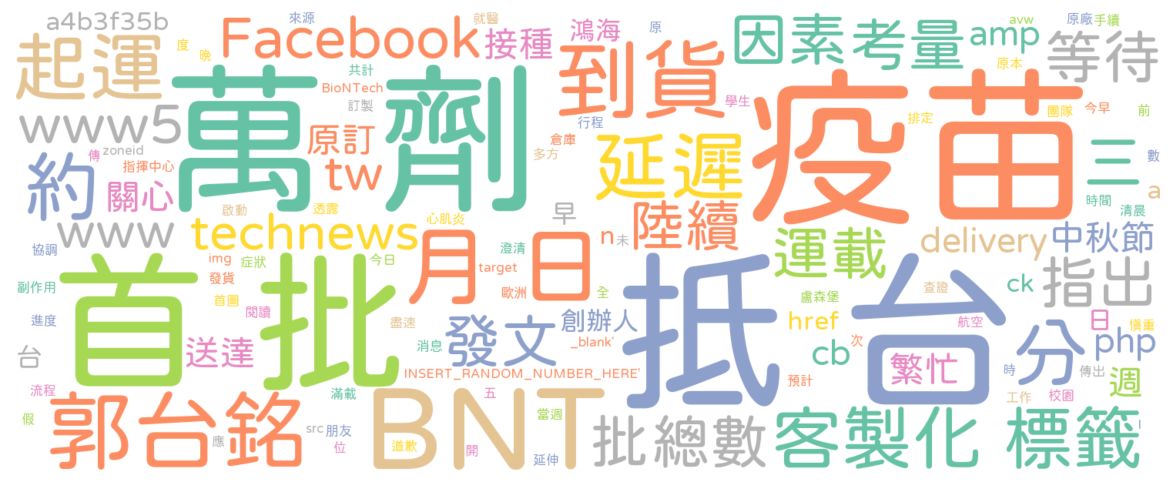 a4b3f35b
來源
就醫
鴻海
原
avw
原廠
手續
起運
度
晚
Facebook
接種
到貨
因素考量
amp
等待
原本
共計
BioNTech
訂製
萬劑
疫苗
學生
團隊
今早
前
www5
zoneid
原訂
行程
倉庫
排定
傳
指揮中心
tw
多方
延遲
三
數
約
關心
a
啟動
透露
心肌炎
早
時間
清晨
www
technews
月
日
n
未
陸續
運載
delivery
中秋節
協調
img
症狀
今日
澄清
target
發貨
歐洲
全
盧森堡
查證
ck
指出
副作用
首批
首圖
閱讀
抵台
href
航空
日
慎重
進度
盡速
發文
創辦人
_blank'
台
送達
消息
cb
次
繁忙
時
分
php
傳出
INSERT_RANDOM_NUMBER_HERE'
預計
週
流程
滿載
五
工作
校園
假
郭台銘
應
src
朋友
位
BNT
道歉
開
當週
延伸
批總數
客製化
標籤
'